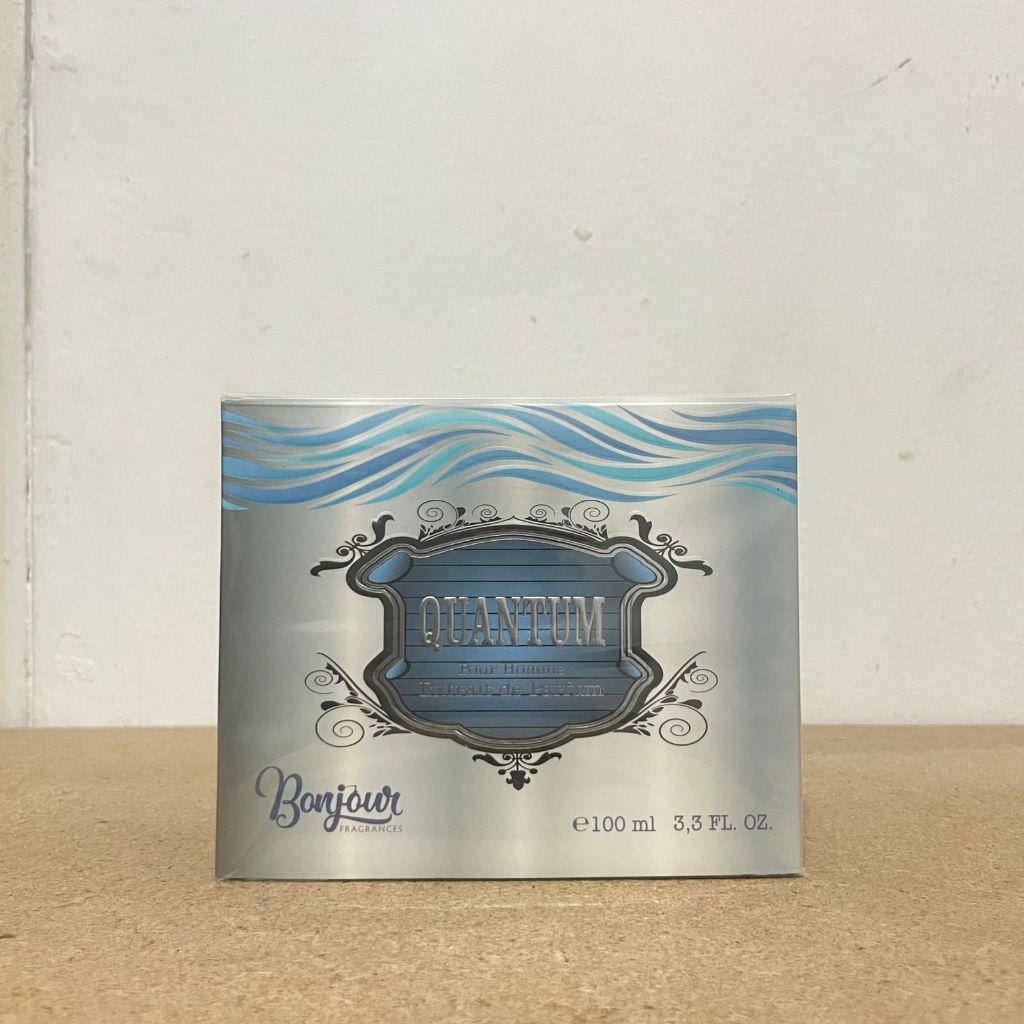 QUANTUM
Pour Homme
Extrait de Parfum
Bonjour
FRAGRANCES
℮100 ml 3,3 FL. OZ.